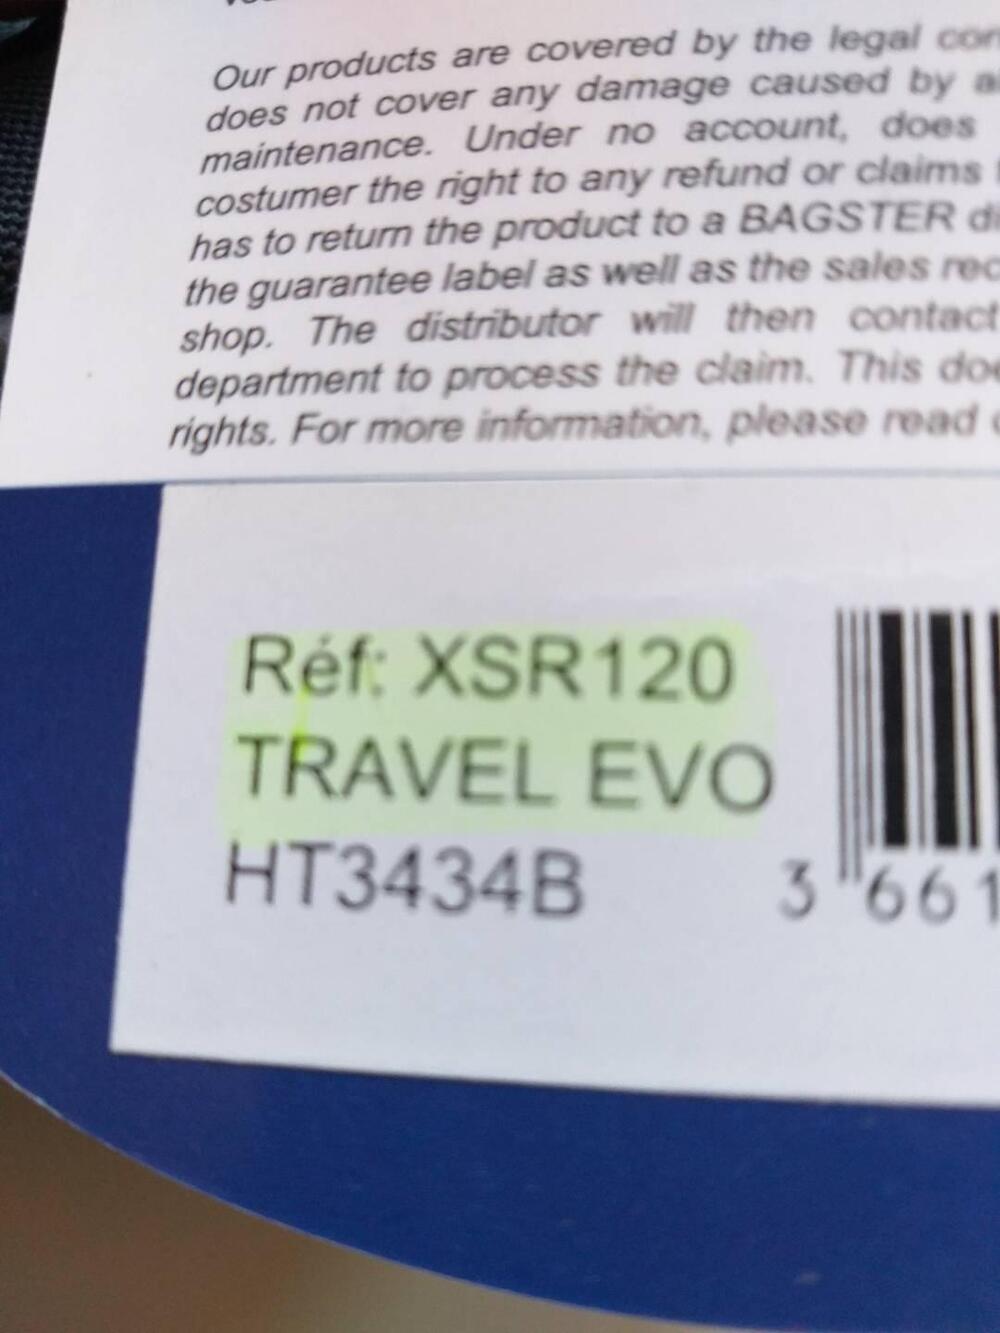 Our products are covered by the legal
does not cover any damage caused by
maintenance. Under no account, does
costumer the right to any refund or claims
has to return the product to a BAGSTER
the guarantee label as well as the sales
shop. The distributor will then contact
department to process the claim. This
rights. For more information, please read
Réf: XSR120
TRAVEL EVO
HT3434B
3 661